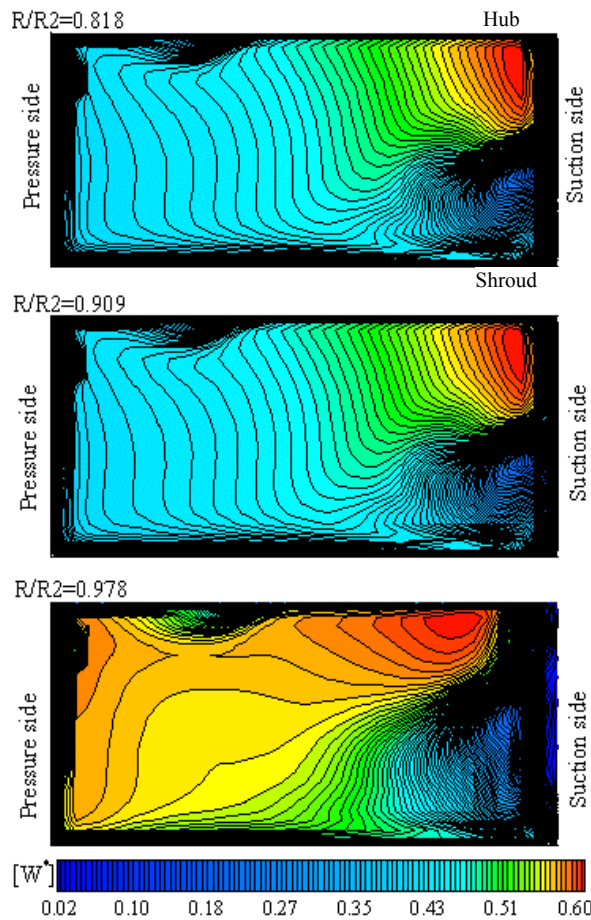 R/R2=0.818
Hub
Pressure side
Suction side
Shroud
R/R2=0.909
Pressure side
Suction side
R/R2=0.978
Pressure side
Suction side
[W*]
0.02 0.10 0.18 0.27 0.35 0.43 0.51 0.60